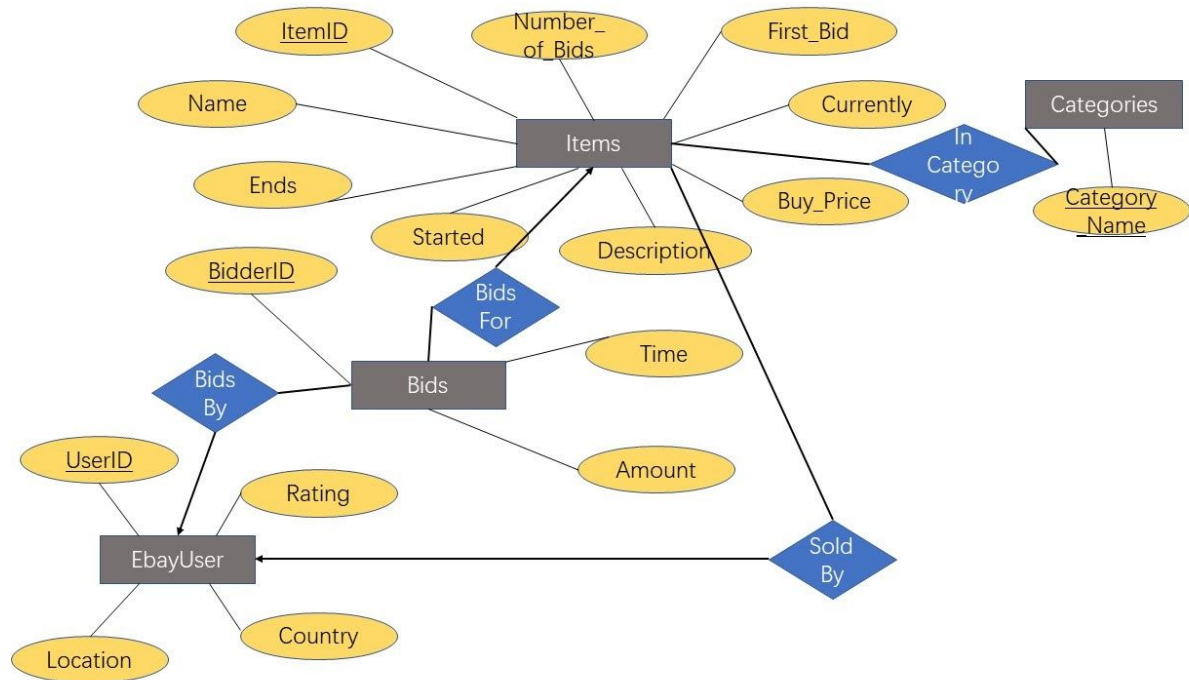 ItemID
Number_
of_Bids
First_Bid
Name
Currently
Categories
Items
In
Catego
ry
Ends
Buy_Price
Category
_Name
Started
Description
BidderID
Bids
For
Time
Bids
By
Bids
UserID
Rating
Amount
EbayUser
Sold
By
Country
Location